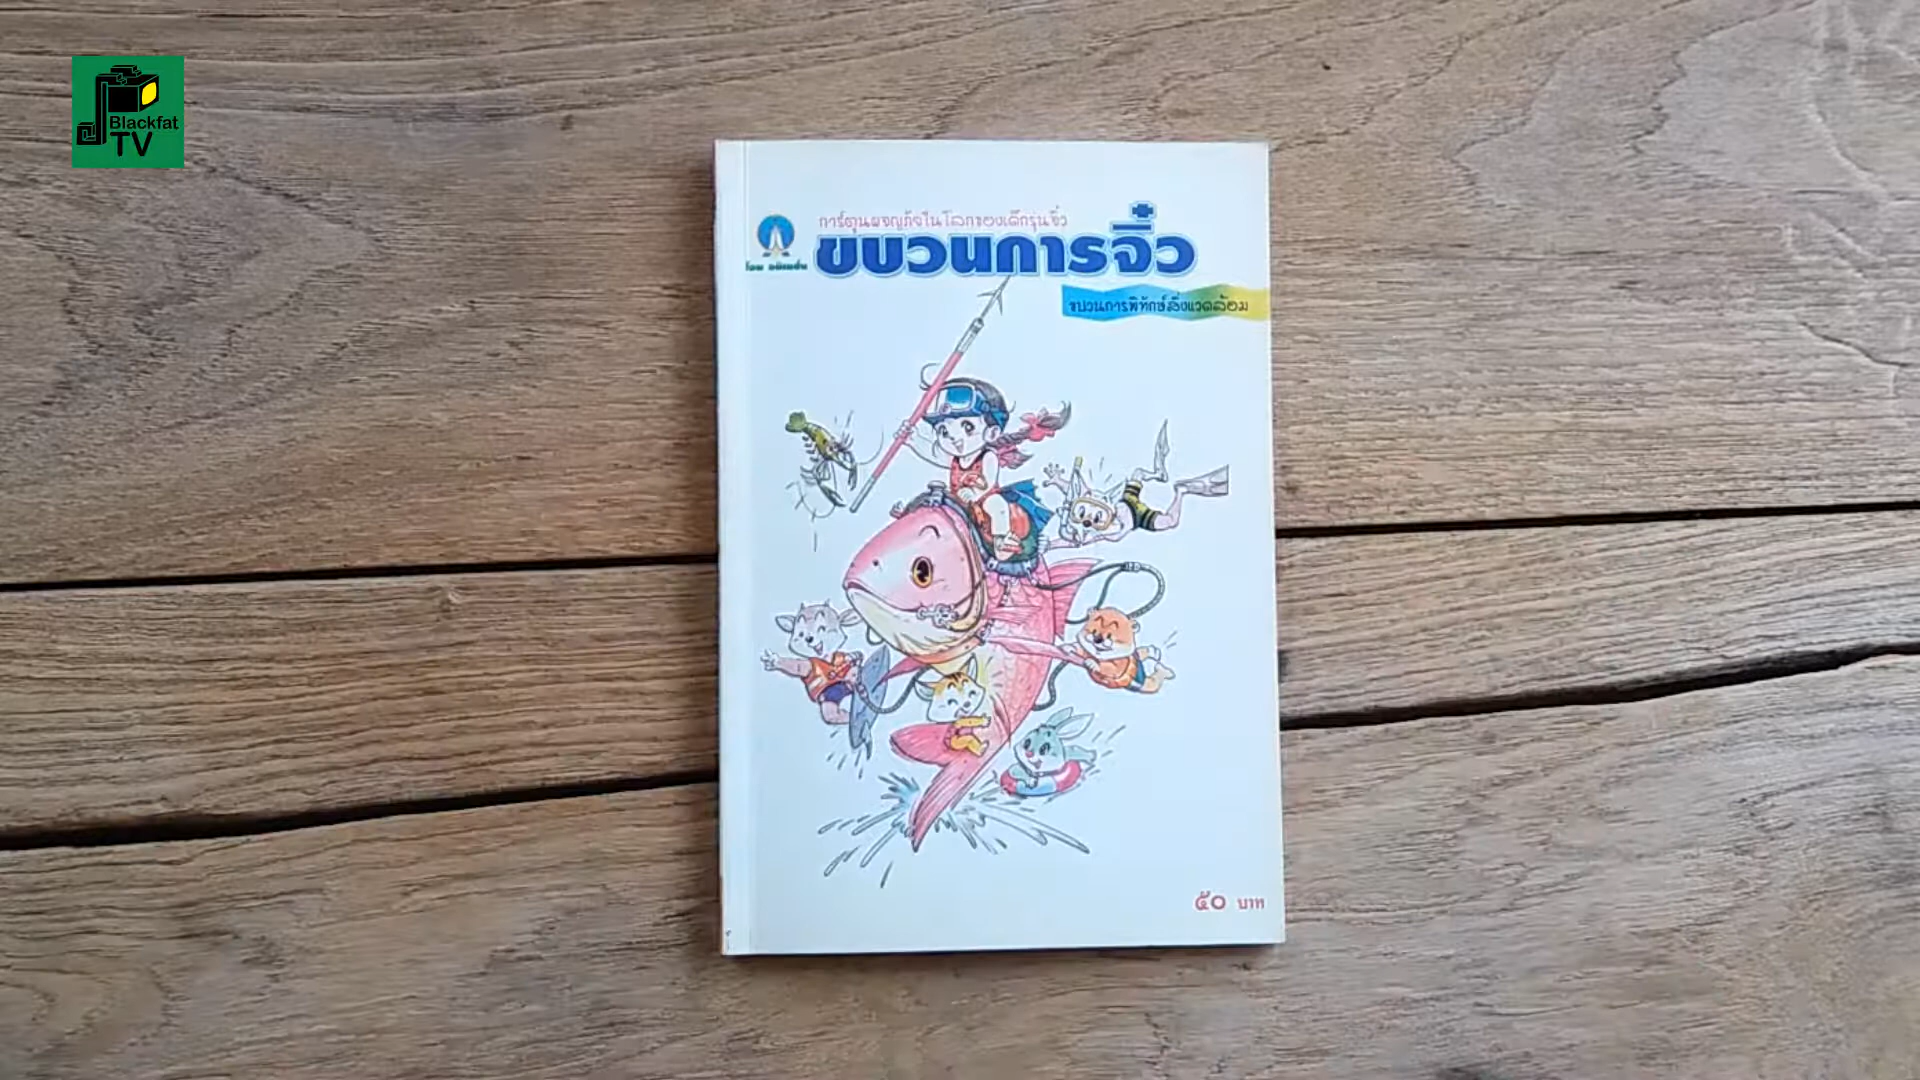 Blackfat
TV
การ์ตูนผจญภัยในโลกของเด็กรุ่นจิ๋ว
ขบวนการจิ๋ว
ขบวนการพิทักษ์สิ่งแวดล้อม
๕๐ บาท